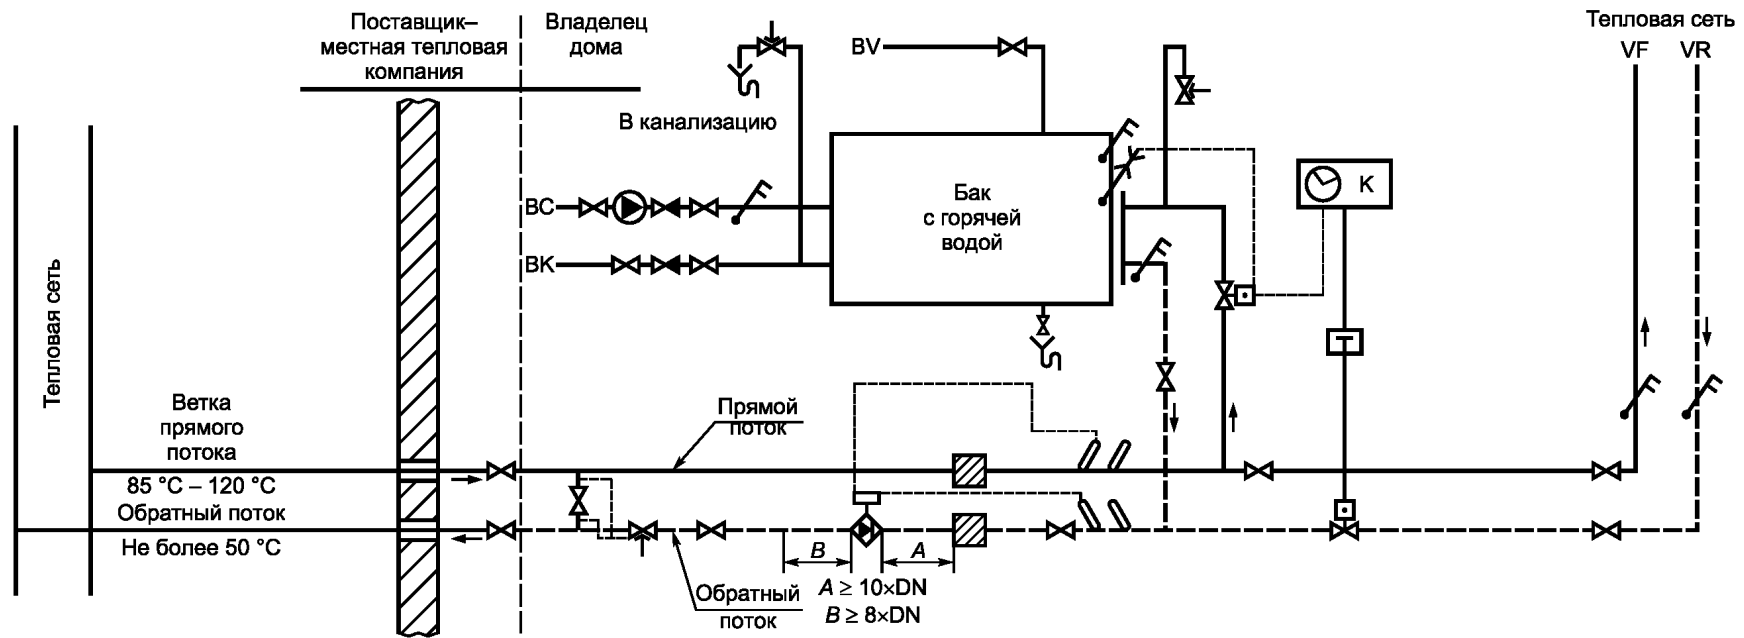 Поставщик–
местная тепловая
компания
Владелец
дома
Тепловая сеть
VF
VR
BV
В канализацию
Бак
с горячей
водой
K
BC
BK
Тепловая сеть
Ветка
прямого
потока
85 °C – 120 °C
Обратный поток
Не более 50 °C
Прямой
поток
T
B
A
A ≥ 10×DN
B ≥ 8×DN
Обратный
поток